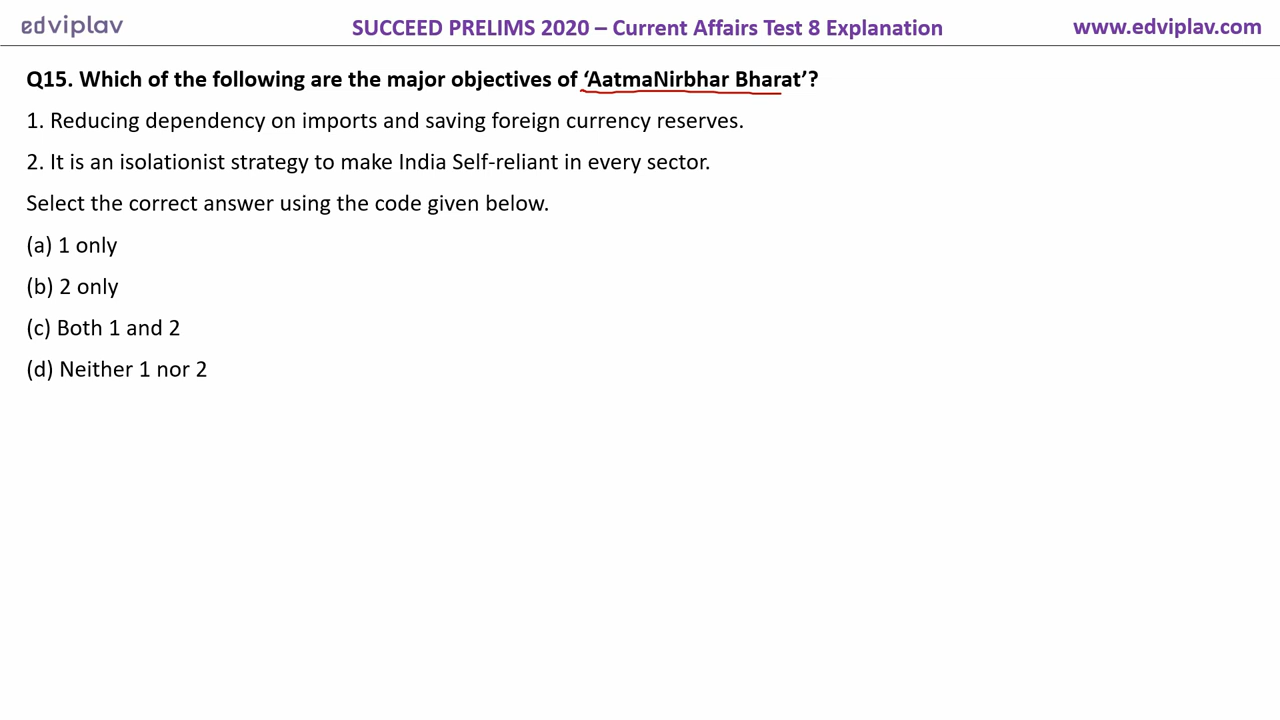 edviplav
SUCCEED PRELIMS 2020 – Current Affairs Test 8 Explanation
www.edviplav.com
Q15. Which of the following are the major objectives of ‘AatmaNirbhar Bharat’?
1. Reducing dependency on imports and saving foreign currency reserves.
2. It is an isolationist strategy to make India Self-reliant in every sector.
Select the correct answer using the code given below.
(a) 1 only
(b) 2 only
(c) Both 1 and 2
(d) Neither 1 nor 2